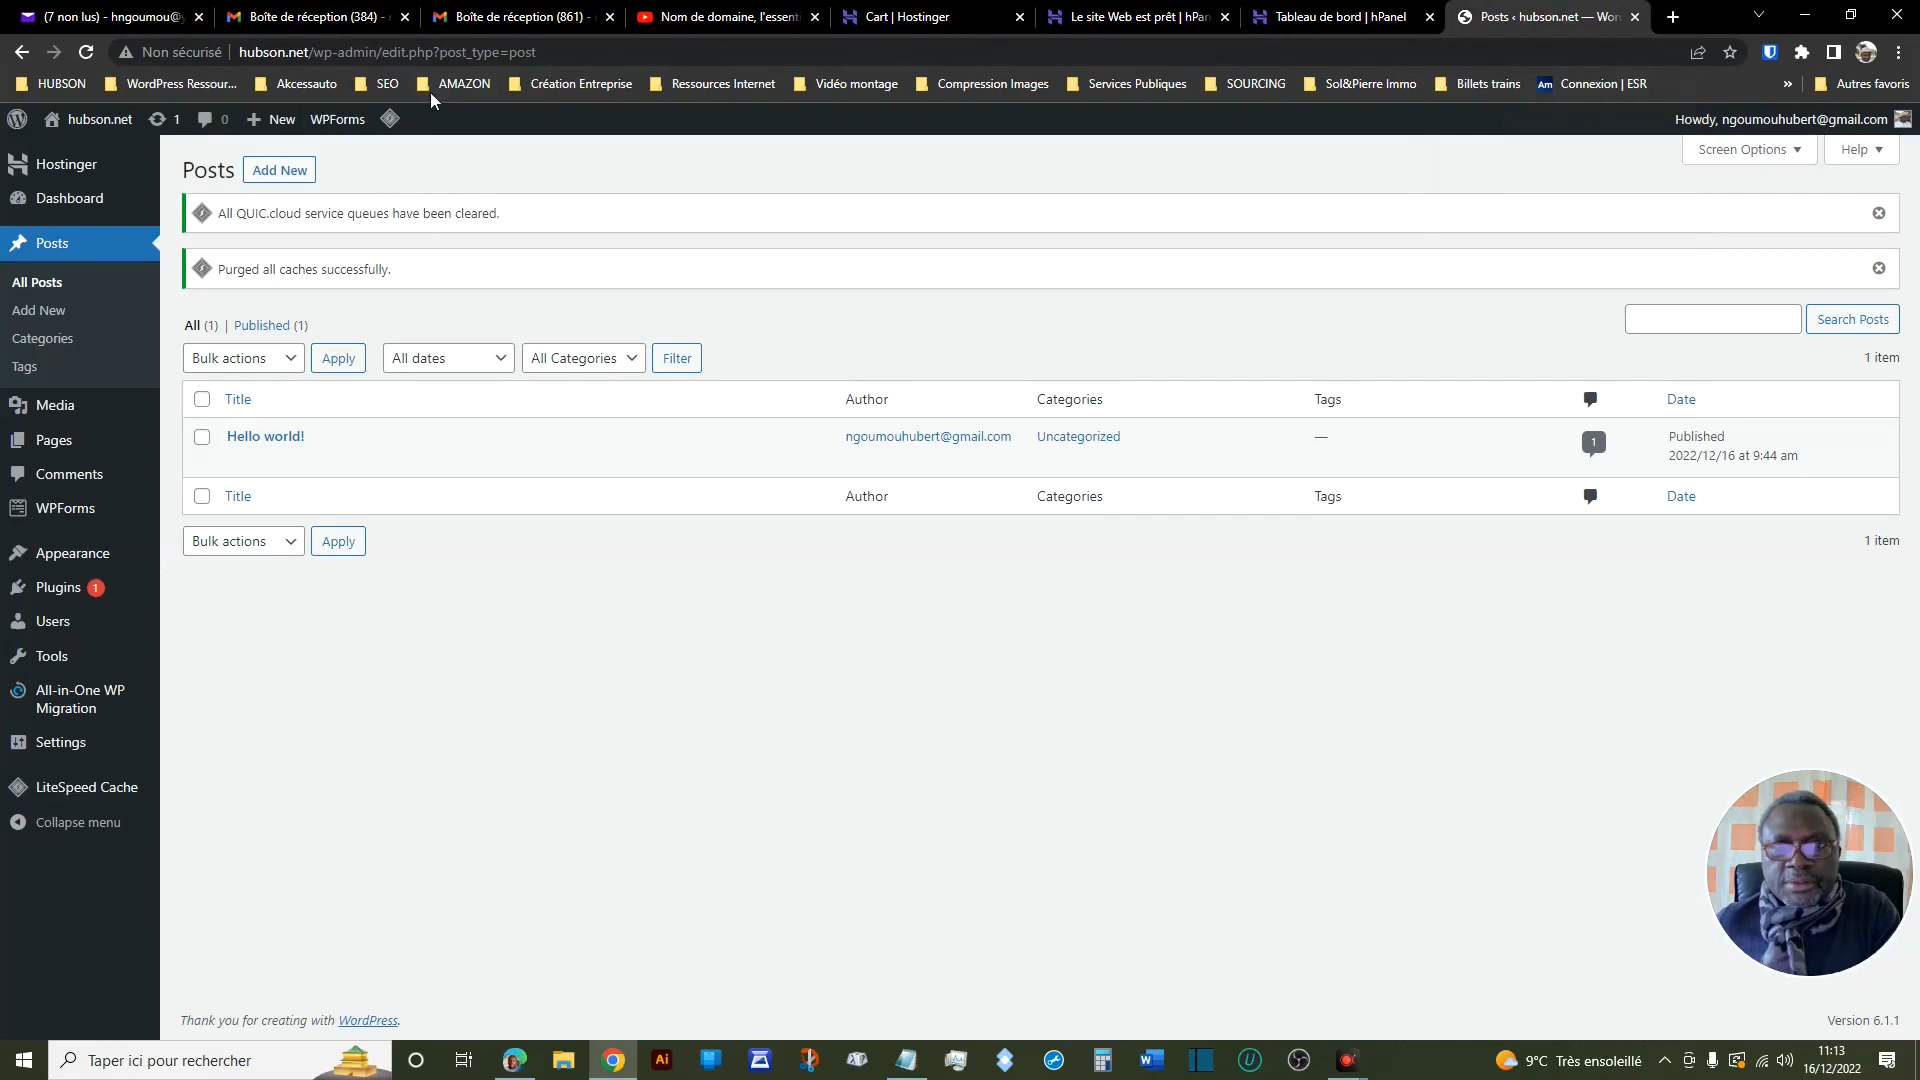 (7 non lus) - hngoumou@y
Boîte de réception (384) -
Boîte de réception (861) -
Nom de domaine, l'essenti
Cart | Hostinger
Le site Web est prêt | hPan
Tableau de bord | hPanel
Posts ‹ hubson.net — Wor
Non sécurisé
hubson.net/wp-admin/edit.php?post_type=post
HUBSON
WordPress Ressour...
Akcessauto
SEO
AMAZON
Création Entreprise
Ressources Internet
Vidéo montage
Compression Images
Services Publiques
SOURCING
Sol&Pierre Immo
Billets trains
Am
Connexion | ESR
»
Autres favoris
hubson.net
1
0
New
WPForms
Howdy, ngoumouhubert@gmail.com
Hostinger
Dashboard
Posts
All Posts
Add New
Categories
Tags
Media
Pages
Comments
WPForms
Appearance
Plugins 1
Users
Tools
All-in-One WP
Migration
Settings
LiteSpeed Cache
Collapse menu
Screen Options
Help
Posts
Add New
All QUIC.cloud service queues have been cleared.
Purged all caches successfully.
All (1) | Published (1)
Search Posts
Bulk actions
Apply
All dates
All Categories
Filter
1 item
Title
Author
Categories
Tags
Date
Hello world!
ngoumouhubert@gmail.com
Uncategorized
—
1
Published
2022/12/16 at 9:44 am
Title
Author
Categories
Tags
Date
Bulk actions
Apply
1 item
Thank you for creating with WordPress.
Version 6.1.1
Taper ici pour rechercher
Ai
9°C Très ensoleillé
11:13
16/12/2022